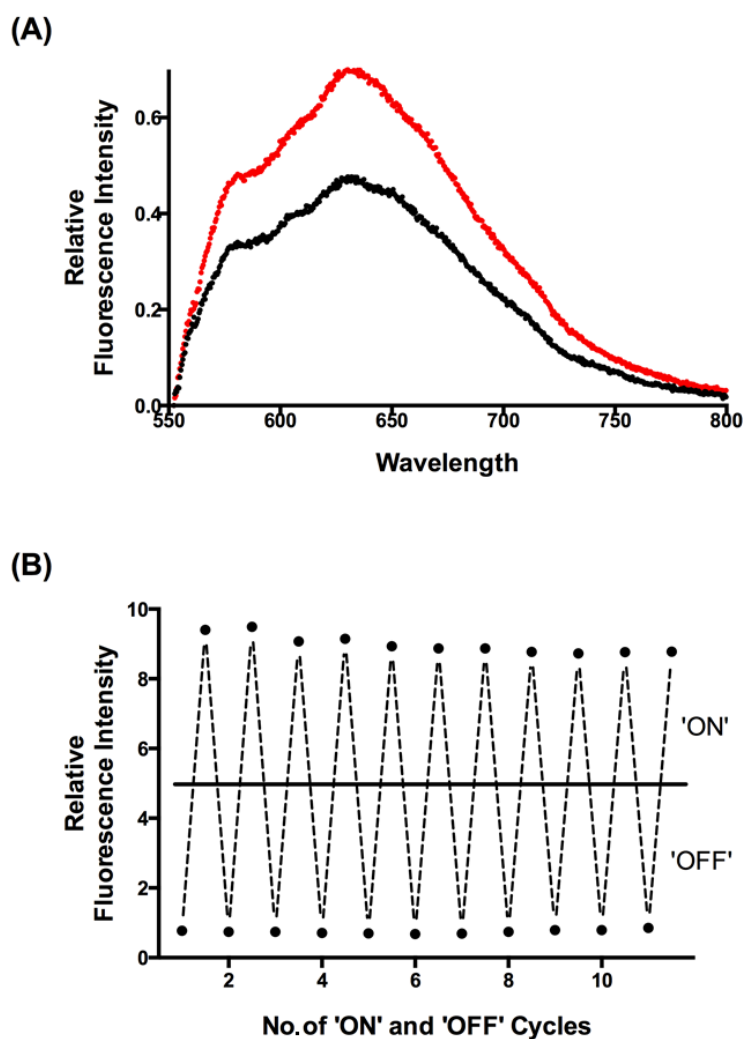 (A)
Relative
Fluorescence Intensity
0.6
0.4
0.2
0.0
550 600 650 700 750 800
Wavelength
(B)
Relative
Fluorescence Intensity
10
8
6
4
2
0
'ON'
'OFF'
2 4 6 8 10
No. of 'ON' and 'OFF' Cycles